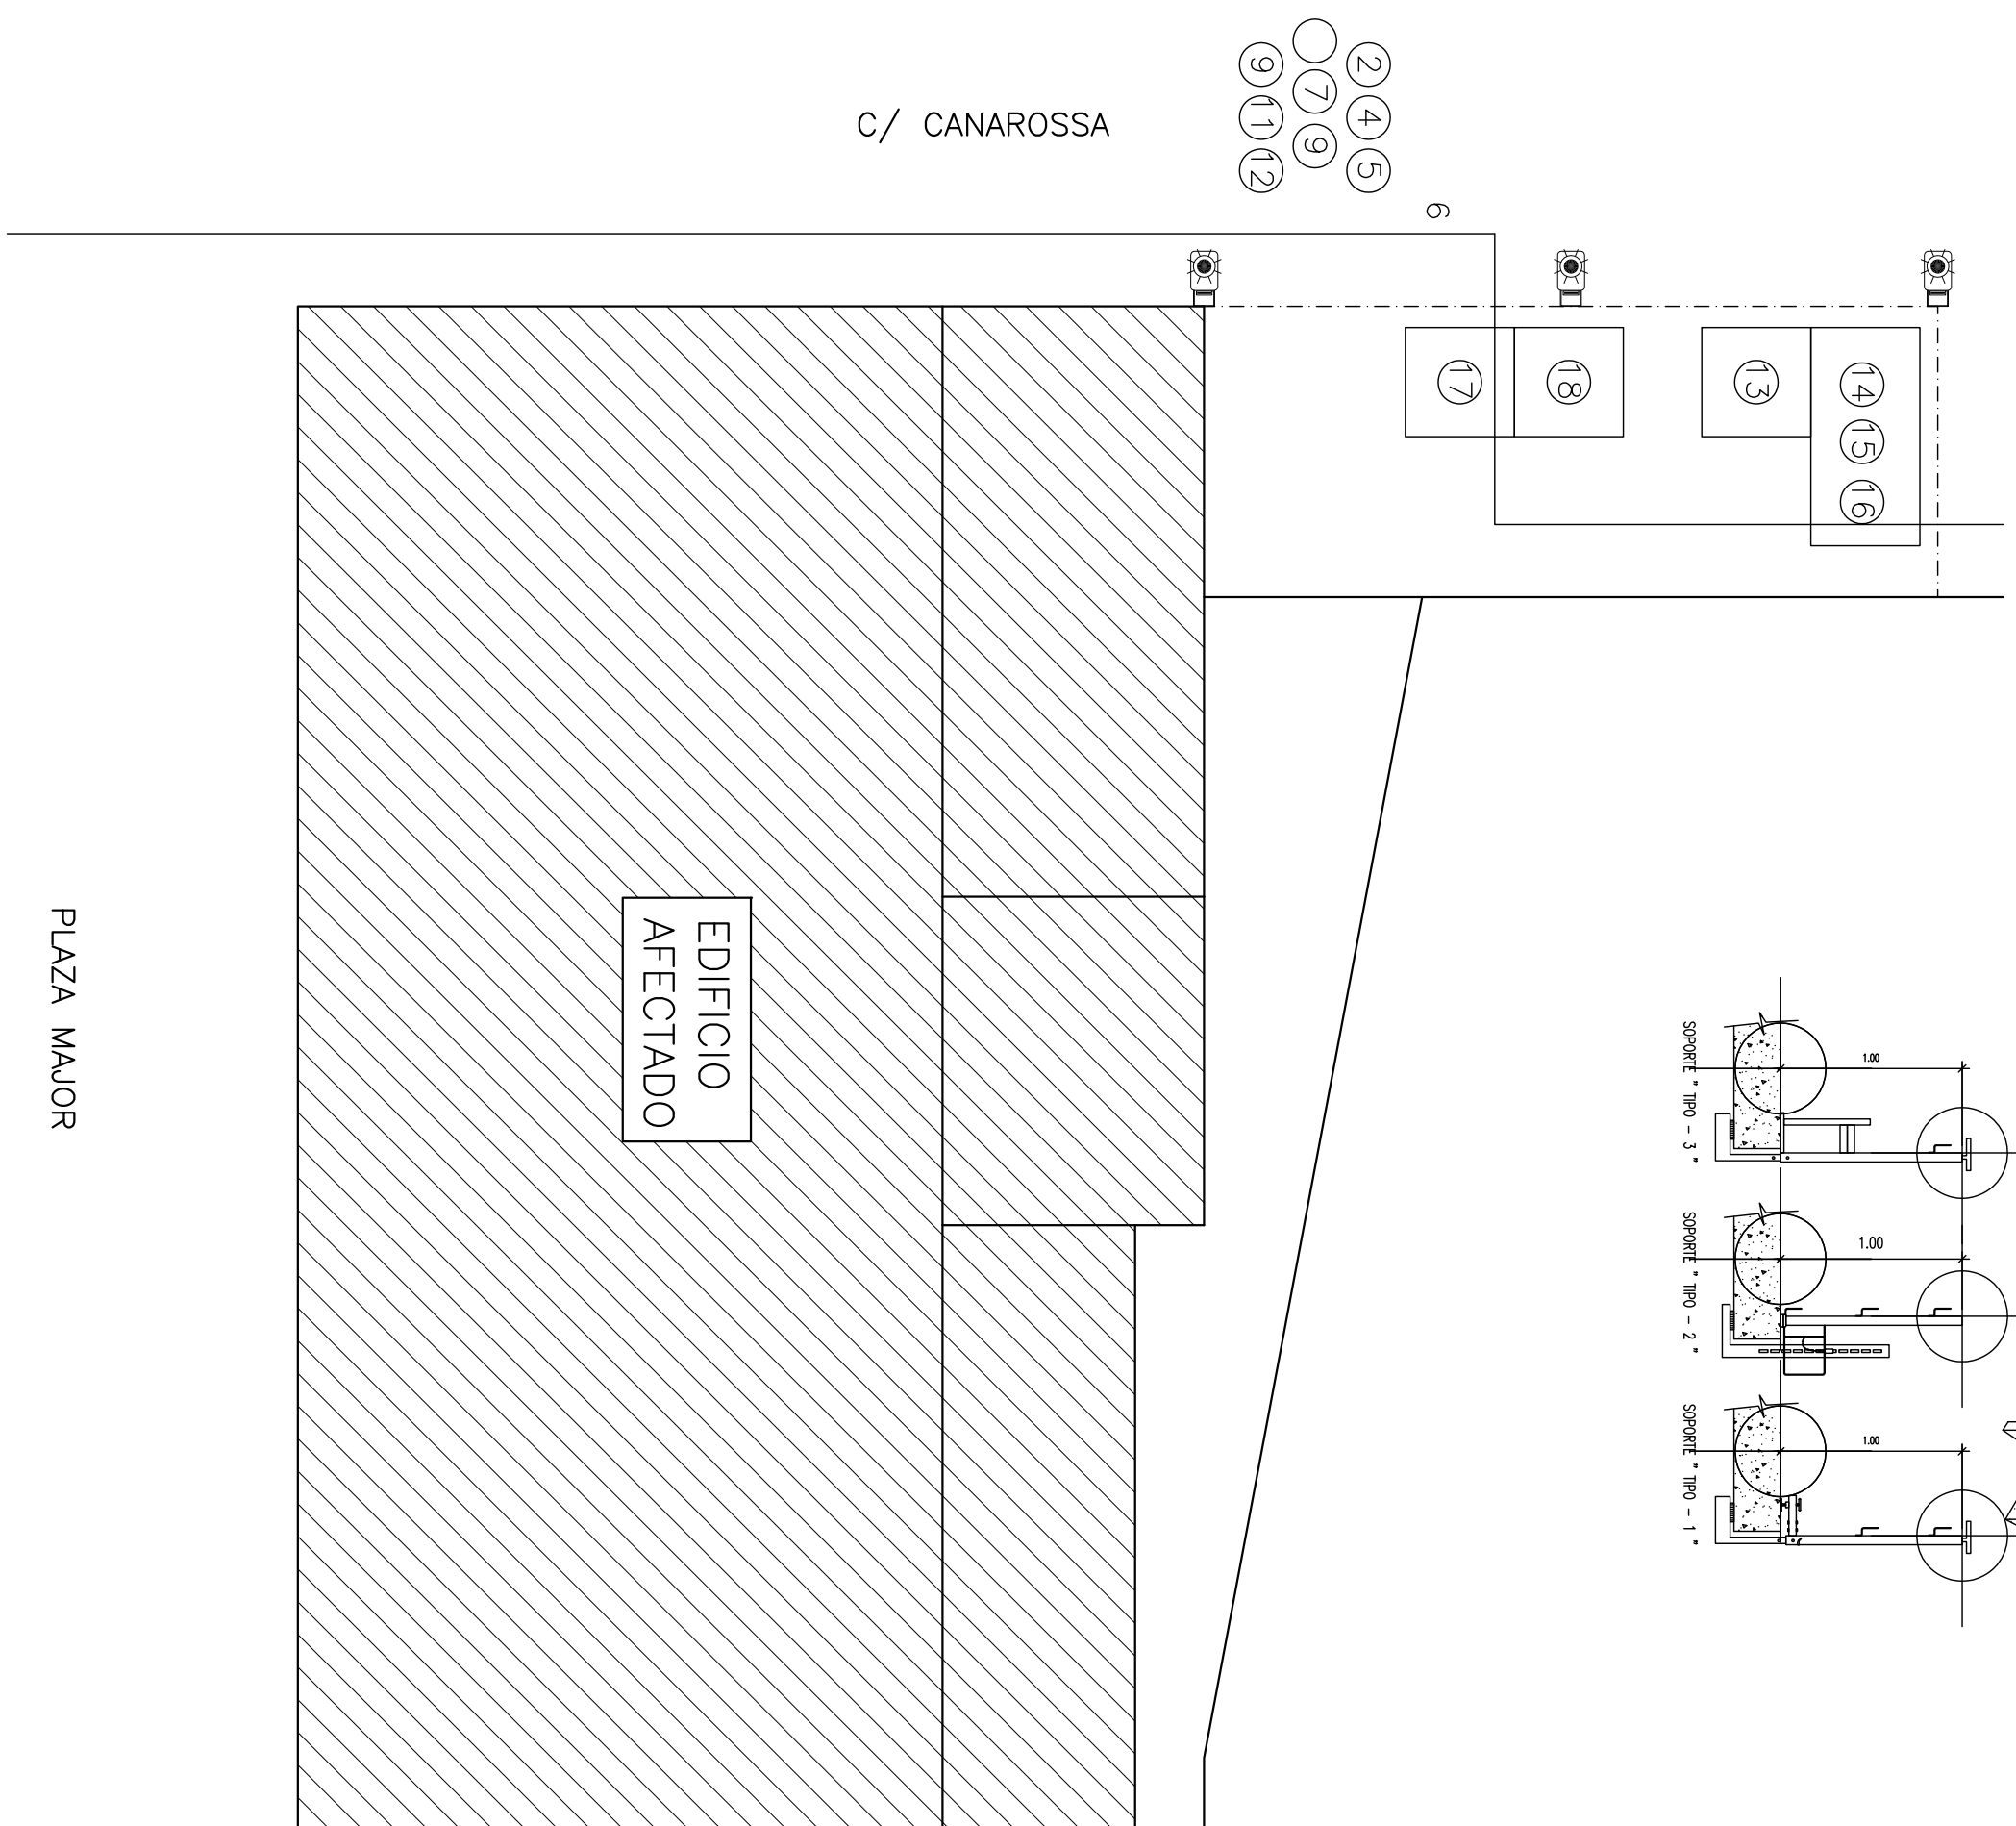 C/ CANAROSSA
2 4 5
7 9
9 11 12
6
17
18
13
14
15
16
EDIFICIO
AFECTADO
PLAZA MAJOR
SOPORTE " TIPO - 3 "
1.00
SOPORTE " TIPO - 2 "
1.00
SOPORTE " TIPO - 1 "
1.00